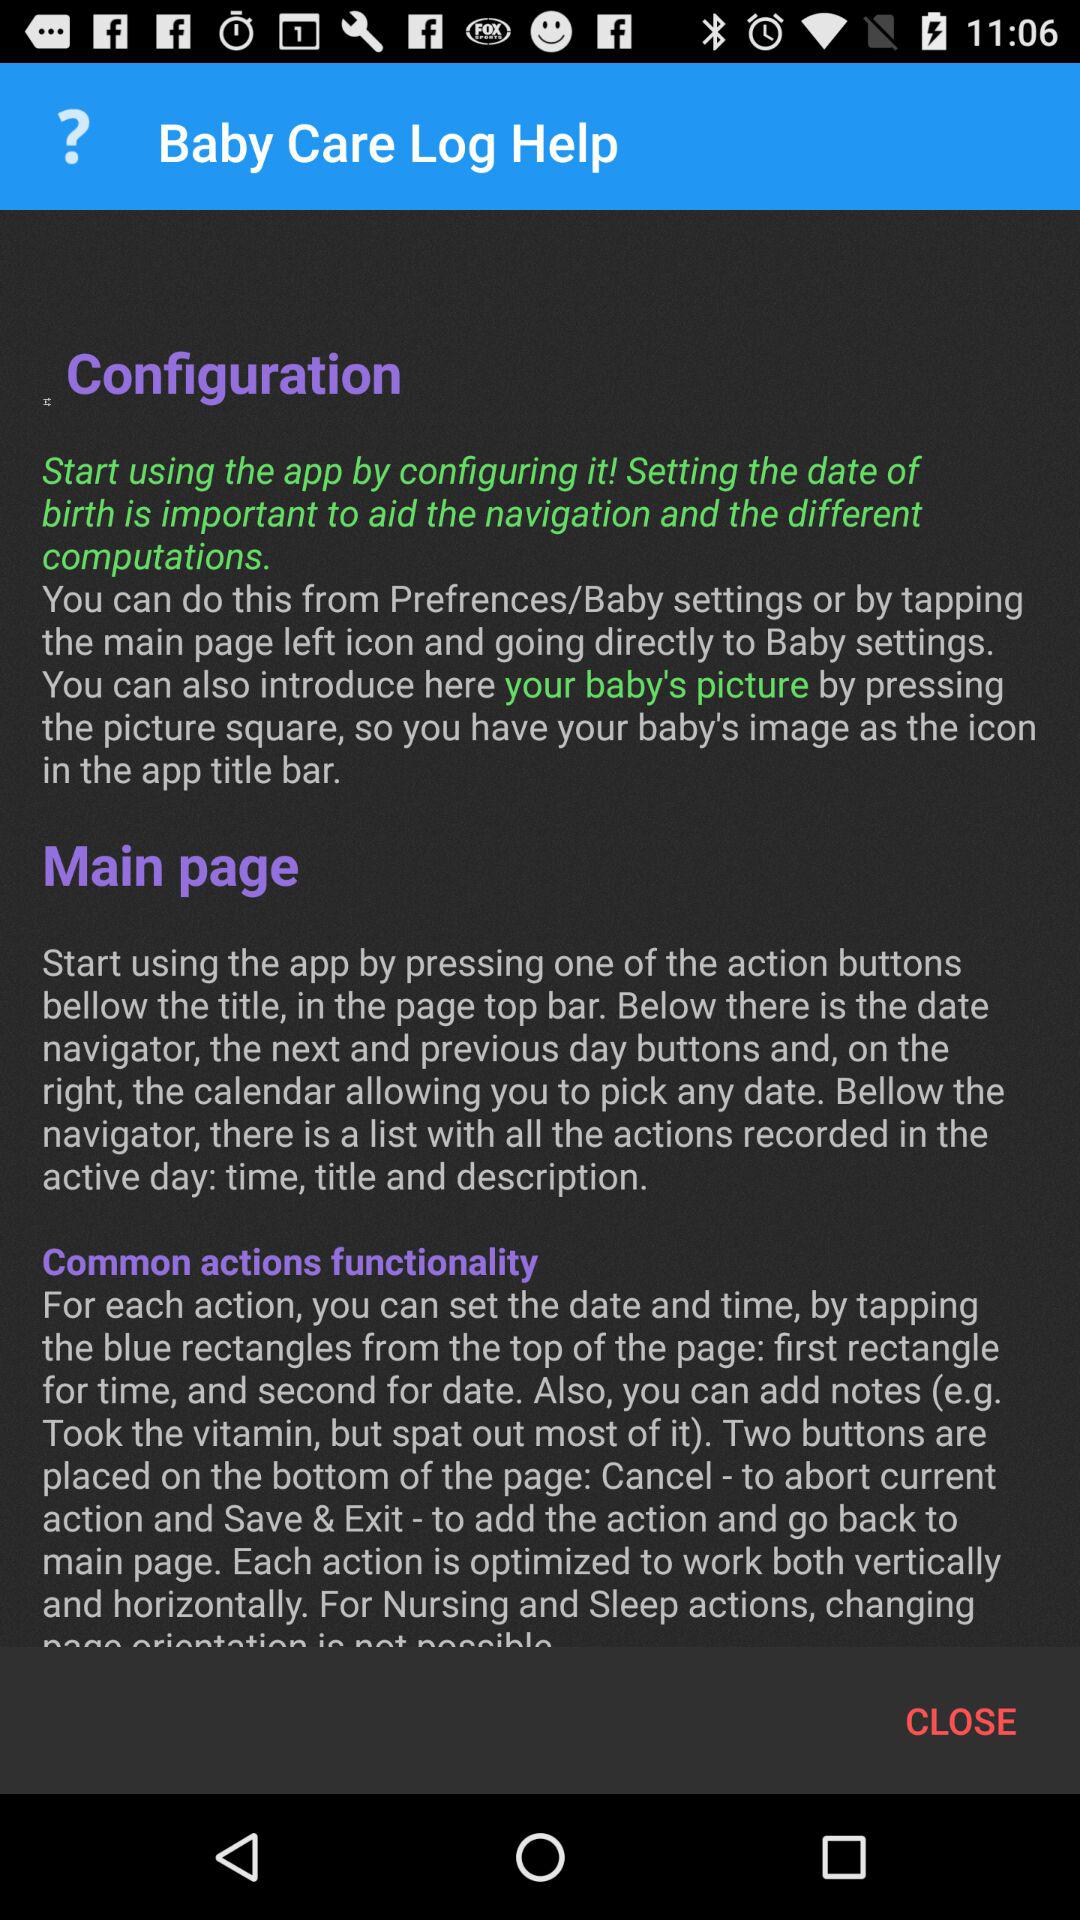 11:06
? Baby Care Log Help
Configuration
Start using the app by configuring it! Setting the date of
birth is important to aid the navigation and the different
computations.
You can do this from Prefrences/Baby settings or by tapping
the main page left icon and going directly to Baby settings.
You can also introduce here your baby's picture by pressing
the picture square, so you have your baby's image as the icon
in the app title bar.
Main page
Start using the app by pressing one of the action buttons
bellow the title, in the page top bar. Below there is the date
navigator, the next and previous day buttons and, on the
right, the calendar allowing you to pick any date. Bellow the
navigator, there is a list with all the actions recorded in the
active day: time, title and description.
Common actions functionality
For each action, you can set the date and time, by tapping
the blue rectangles from the top of the page: first rectangle
for time, and second for date. Also, you can add notes (e.g.
Took the vitamin, but spat out most of it). Two buttons are
placed on the bottom of the page: Cancel - to abort current
action and Save & Exit - to add the action and go back to
main page. Each action is optimized to work both vertically
and horizontally. For Nursing and Sleep actions, changing
page orientation is not possible
CLOSE